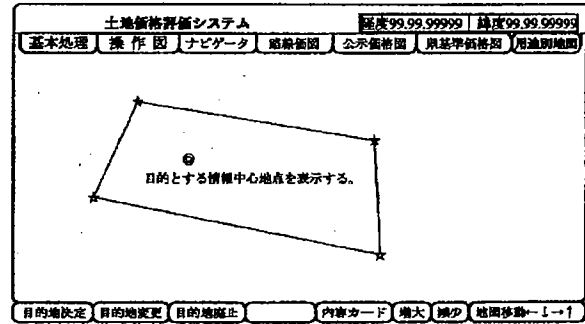 土地価格評価システム 経度99.99.99999 緯度99.99.99999
基本処理 操作図 ナビゲータ 路線価図 公示価格図 県基準価格図 用途別地図
目的とする情報中心地点を表示する。
目的地決定 目的地変更 目的地廃止 内容カード 増大 減少 地図移動←↓→↑